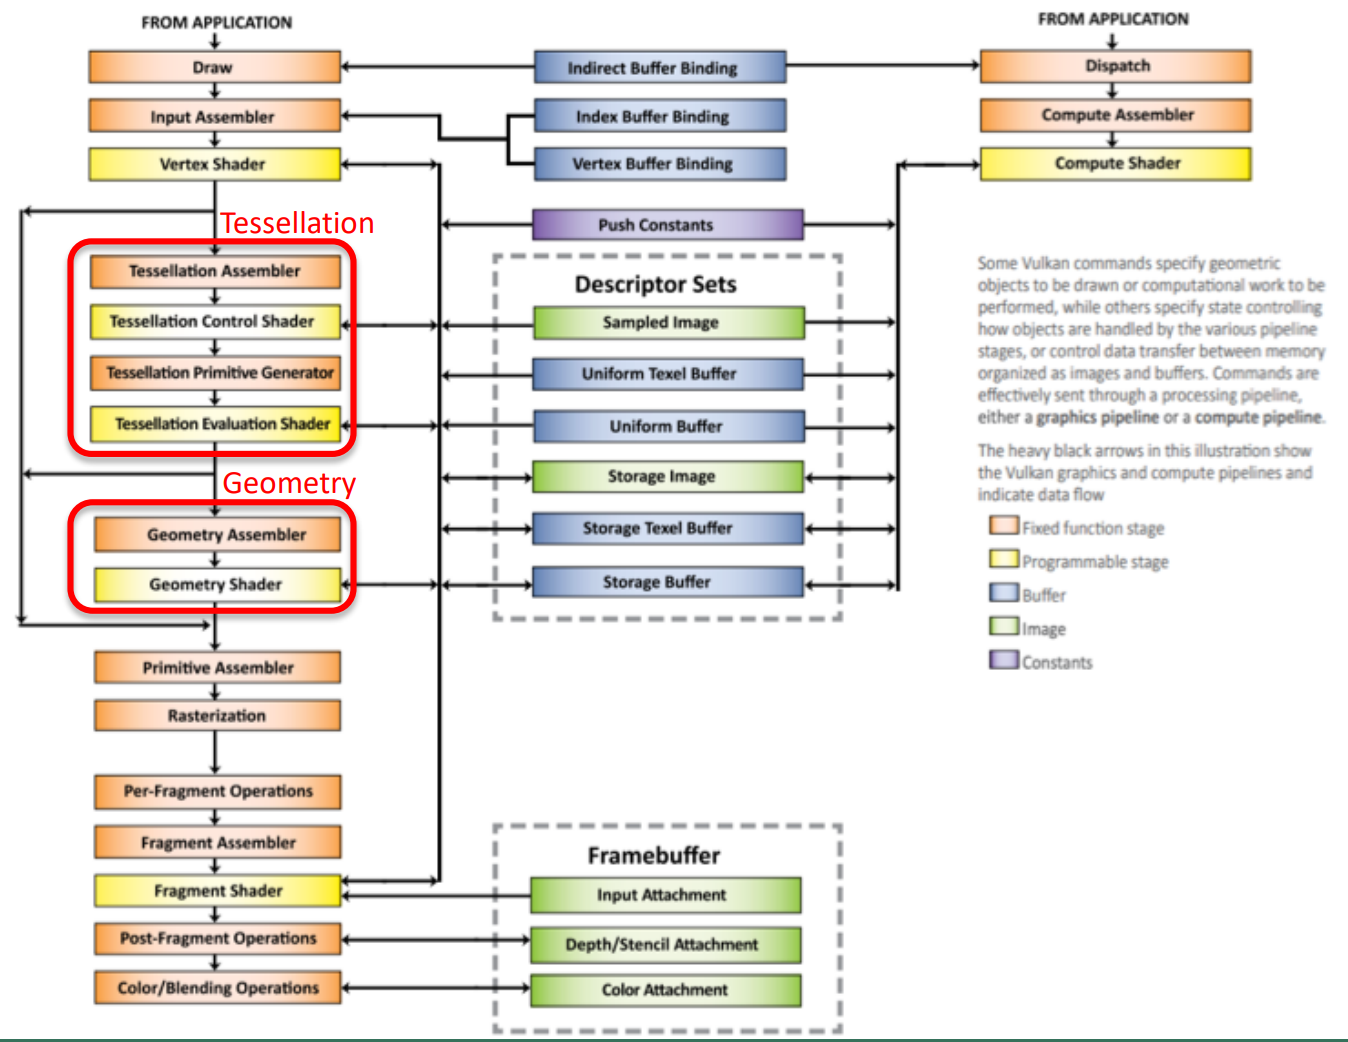 FROM APPLICATION
Draw
Input Assembler
Vertex Shader
Tessellation
Tessellation Assembler
Tessellation Control Shader
Tessellation Primitive Generator
Tessellation Evaluation Shader
Geometry
Geometry Assembler
Geometry Shader
Primitive Assembler
Rasterization
Per-Fragment Operations
Fragment Assembler
Fragment Shader
Post-Fragment Operations
Color/Blending Operations
Indirect Buffer Binding
Index Buffer Binding
Vertex Buffer Binding
Push Constants
Descriptor Sets
Sampled Image
Uniform Texel Buffer
Uniform Buffer
Storage Image
Storage Texel Buffer
Storage Buffer
Framebuffer
Input Attachment
Depth/Stencil Attachment
Color Attachment
FROM APPLICATION
Dispatch
Compute Assembler
Compute Shader
Some Vulkan commands specify geometric
objects to be drawn or computational work to be
performed, while others specify state controlling
how objects are handled by the various pipeline
stages, or control data transfer between memory
organized as images and buffers. Commands are
effectively sent through a processing pipeline,
either a graphics pipeline or a compute pipeline.
The heavy black arrows in this illustration show
the Vulkan graphics and compute pipelines and
indicate data flow
Fixed function stage
Programmable stage
Buffer
Image
Constants